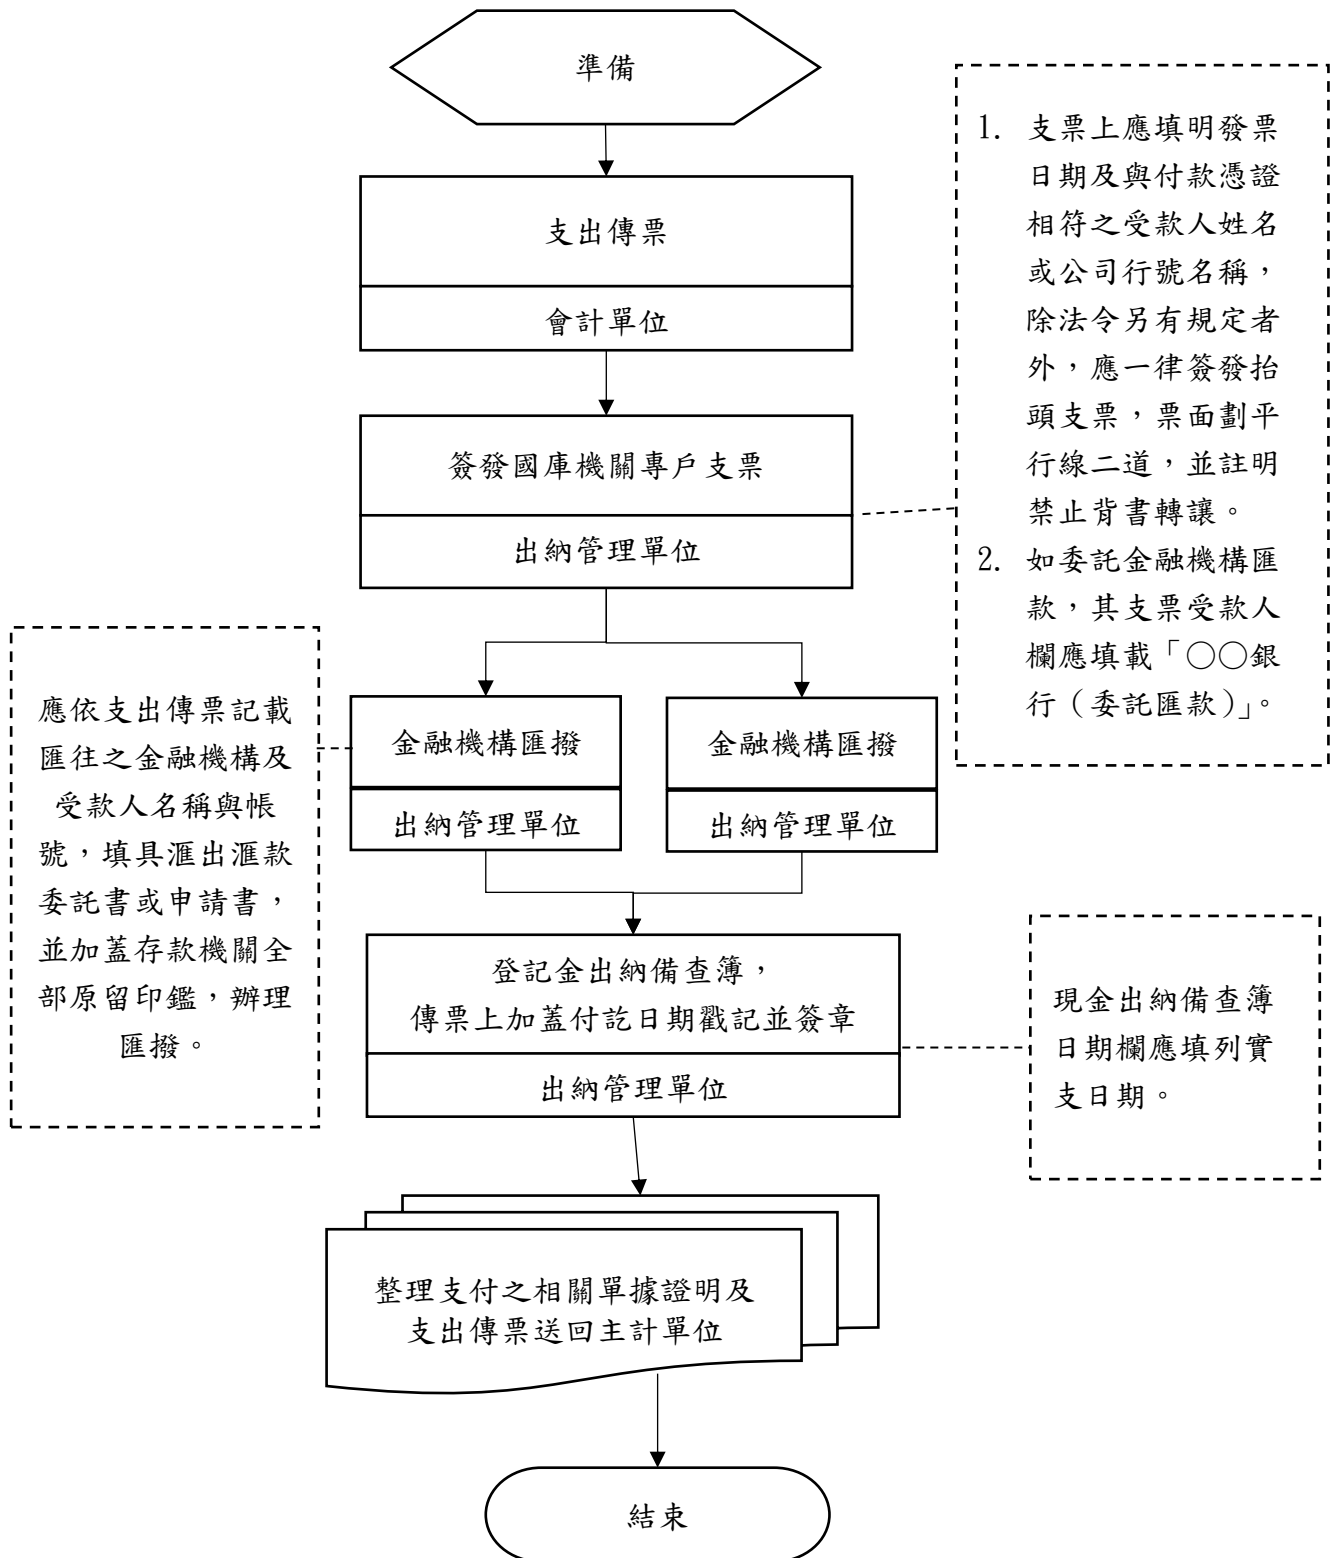 準備
支出傳票
會計單位
簽發國庫機關專戶支票
出納管理單位
1. 支票上應填明發票
日期及與付款憑證
相符之受款人姓名
或公司行號名稱，
除法令另有規定者
外，應一律簽發抬
頭支票，票面劃平
行線二道，並註明
禁止背書轉讓。
2. 如委託金融機構匯
款，其支票受款人
欄應填載「○○銀
行（委託匯款）」。
應依支出傳票記載
匯往之金融機構及
受款人名稱與帳
號，填具滙出滙款
委託書或申請書，
並加蓋存款機關全
部原留印鑑，辦理
匯撥。
金融機構匯撥
出納管理單位
金融機構匯撥
出納管理單位
登記金出納備查簿，
傳票上加蓋付訖日期戳記並簽章
出納管理單位
現金出納備查簿
日期欄應填列實
支日期。
整理支付之相關單據證明及
支出傳票送回主計單位
結束